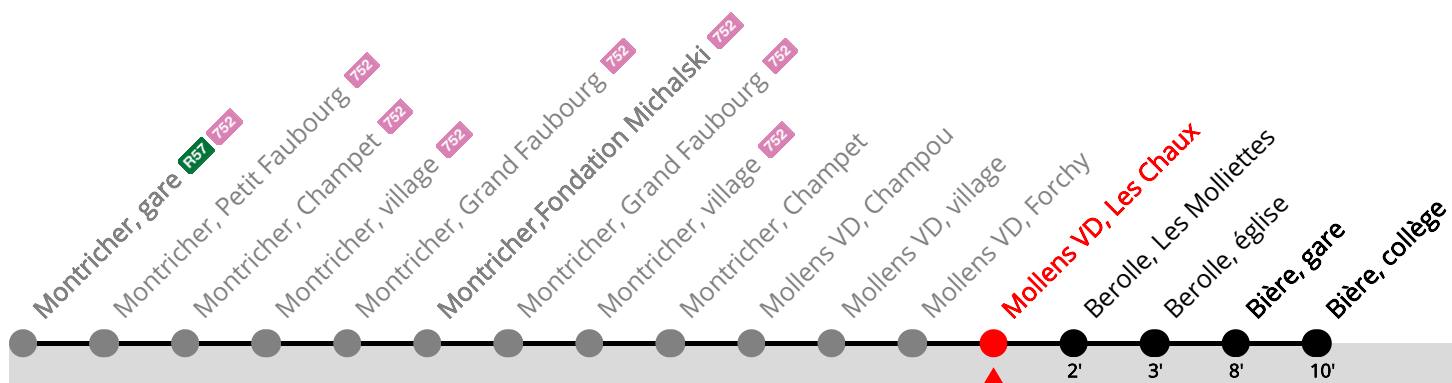 Montricher, gare R57 752
Montricher, Petit Faubourg 752
Montricher, Champet 752
Montricher, village 752
Montricher, Grand Faubourg 752
Montricher,Fondation Michalski 752
Montricher, Grand Faubourg 752
Montricher, village 752
Montricher, Champet
Mollens VD, Champou
Mollens VD, village
Mollens VD, Forchy
Mollens VD, Les Chaux
Berolle, Les Molliettes
Berolle, église
Bière, gare
Bière, collège
2' 3' 8' 10'